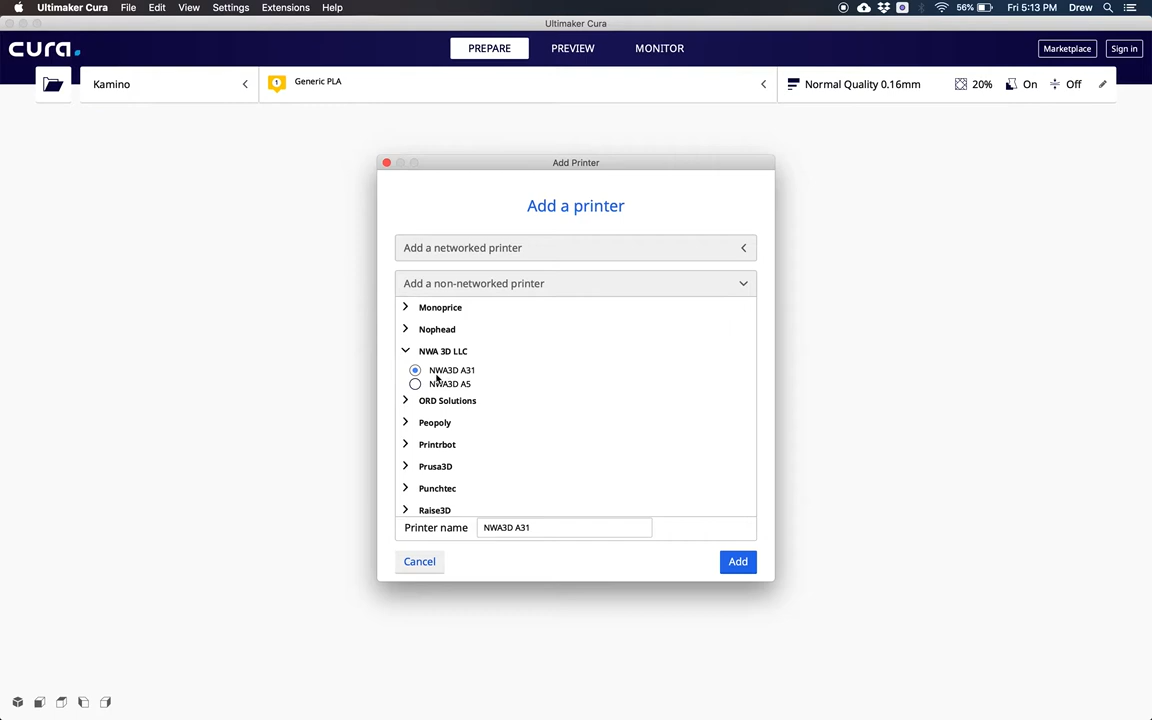 Ultimaker Cura File Edit View Settings Extensions Help 56% Fri 5:13 PM Drew
Ultimaker Cura
cura. PREPARE PREVIEW MONITOR Marketplace Sign in
Kamino 1 Generic PLA Normal Quality 0.16mm 20% On Off
Add Printer
Add a printer
Add a networked printer
Add a non-networked printer
Monoprice
Nophead
NWA 3D LLC
NWA3D A31
NWA3D A5
ORD Solutions
Peopoly
Printrbot
Prusa3D
Punchtec
Raise3D
Printer name NWA3D A31
Cancel Add